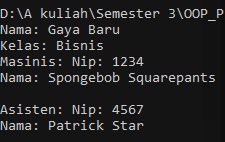 D:\A kuliah\Semester 3\OOP_P
Nama: Gaya Baru
Kelas: Bisnis
Masinis: Nip: 1234
Nama: Spongebob Squarepants
Asisten: Nip: 4567
Nama: Patrick Star